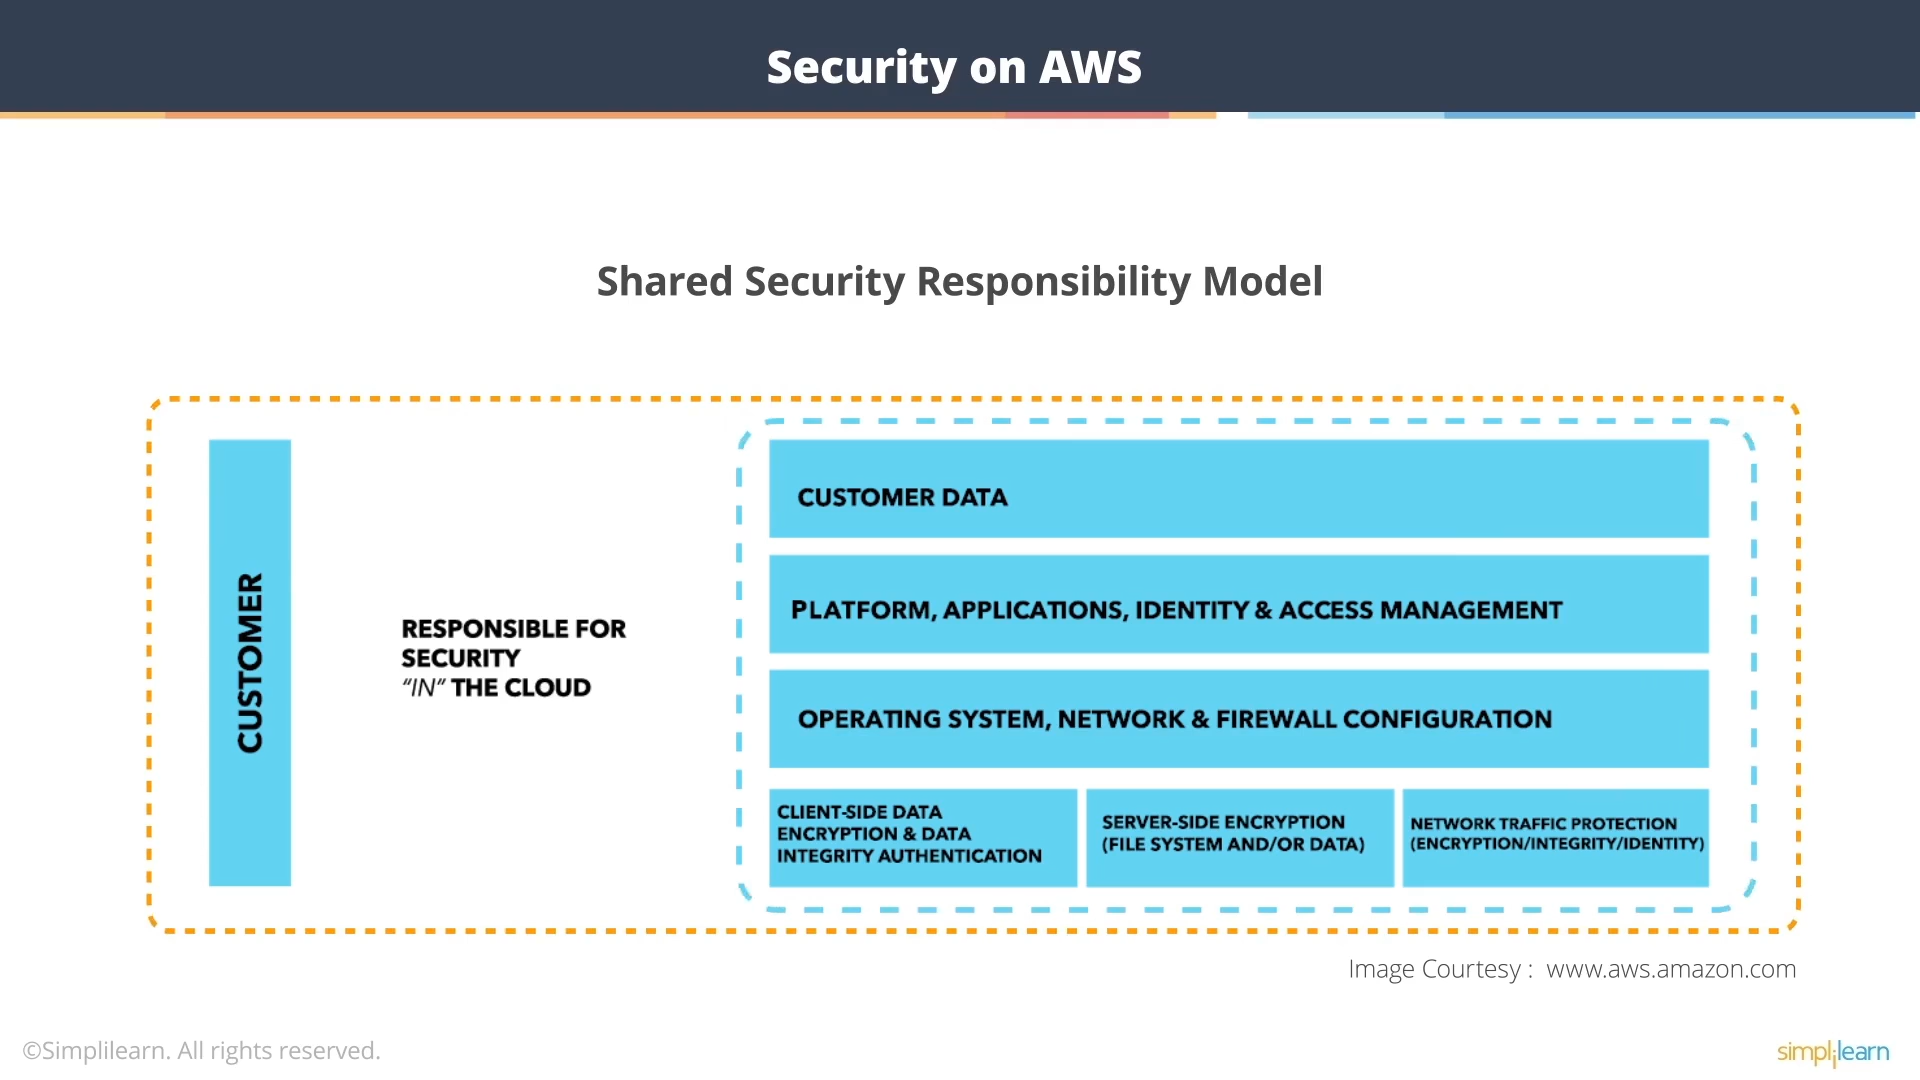 Security on AWS
Shared Security Responsibility Model
CUSTOMER
RESPONSIBLE FOR
SECURITY
“IN” THE CLOUD
CUSTOMER DATA
PLATFORM, APPLICATIONS, IDENTITY & ACCESS MANAGEMENT
OPERATING SYSTEM, NETWORK & FIREWALL CONFIGURATION
CLIENT-SIDE DATA
ENCRYPTION & DATA
INTEGRITY AUTHENTICATION
SERVER-SIDE ENCRYPTION
(FILE SYSTEM AND/OR DATA)
NETWORK TRAFFIC PROTECTION
(ENCRYPTION/INTEGRITY/IDENTITY)
Image Courtesy : www.aws.amazon.com
©Simplilearn. All rights reserved.
simplilearn